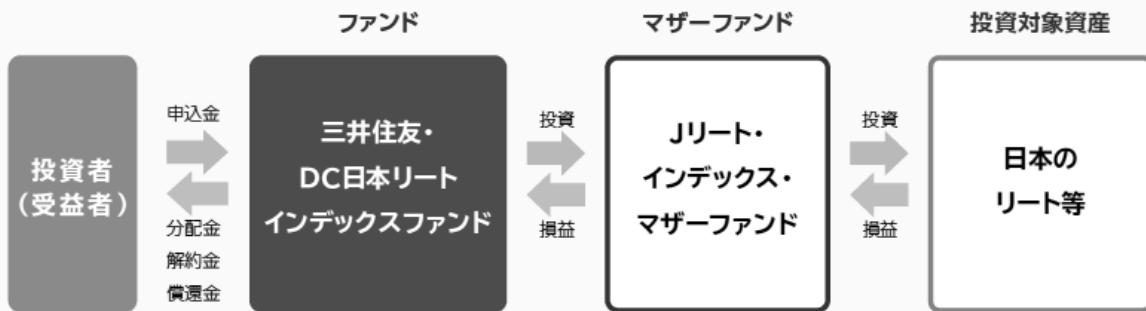 ファンド
マザーファンド
投資対象資産
投資者
（受益者）
申込金
分配金
解約金
償還金
三井住友・
DC日本リート
インデックスファンド
投資
損益
Jリート・
インデックス・
マザーファンド
投資
損益
日本の
リート等